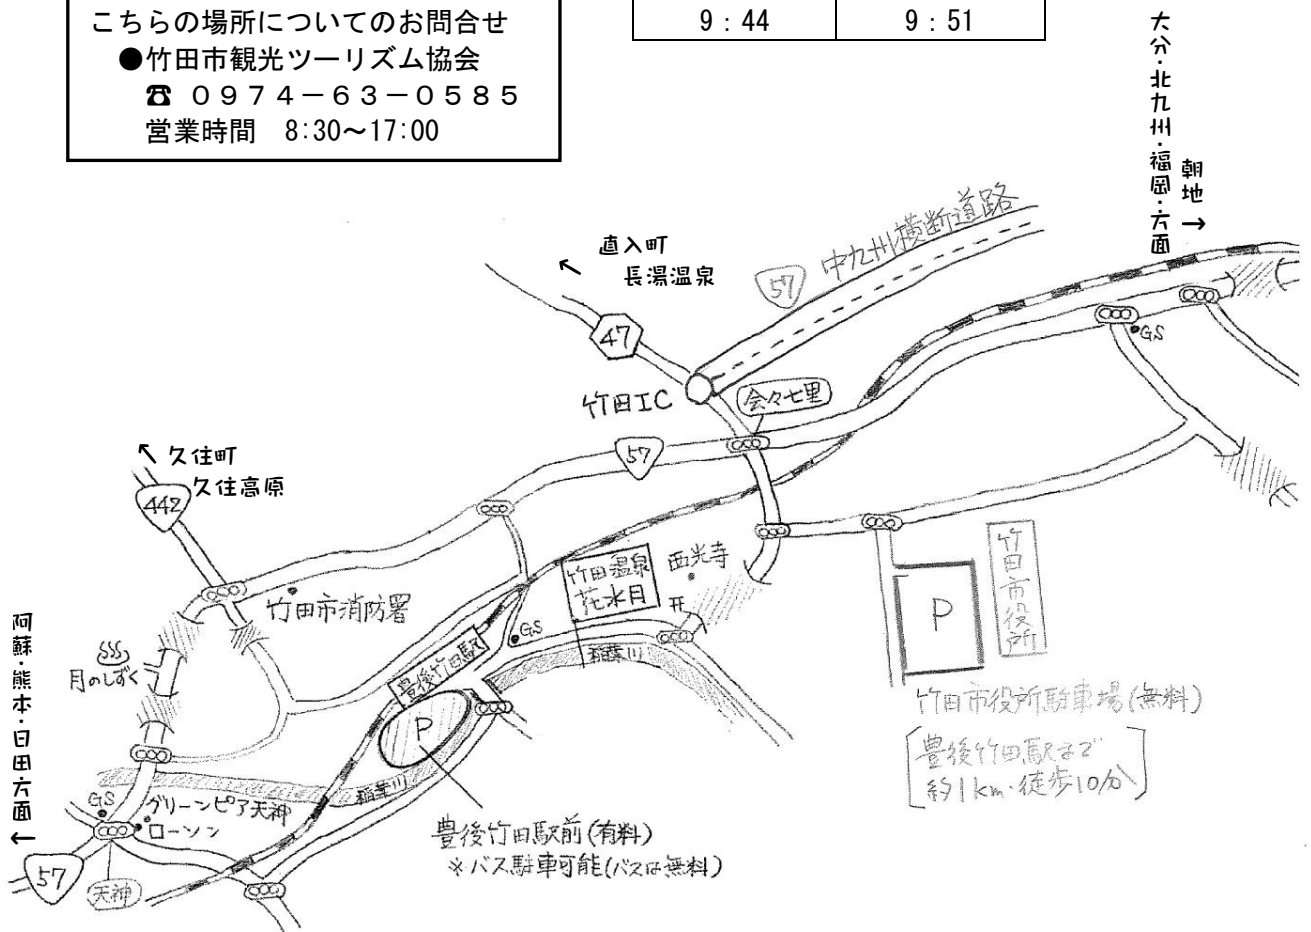 こちらの場所についてのお問合せ
●竹田市観光ツーリズム協会
☎ ０９７４－６３－０５８５
営業時間　8:30～17:00
9：44
9：51
大分・北九州・福岡・方面
朝地
→
直入町
長湯温泉
←
57
中九州横断道路
47
竹田IC
会々七里
GS
57
久住町
久住高原
442
竹田市消防署
竹田温泉
花水月
西光寺
GS
稲葉川
豊後竹田駅
P
P
竹田市役所
竹田市役所駐車場(無料)
豊後竹田駅まで
約1km・徒歩10分
月のしずく
阿蘇・熊本・日田方面
←
稲葉川
GS
グリーンピア天神
ローソン
豊後竹田駅前(有料)
※バス駐車可能(バスは無料)
57
天神